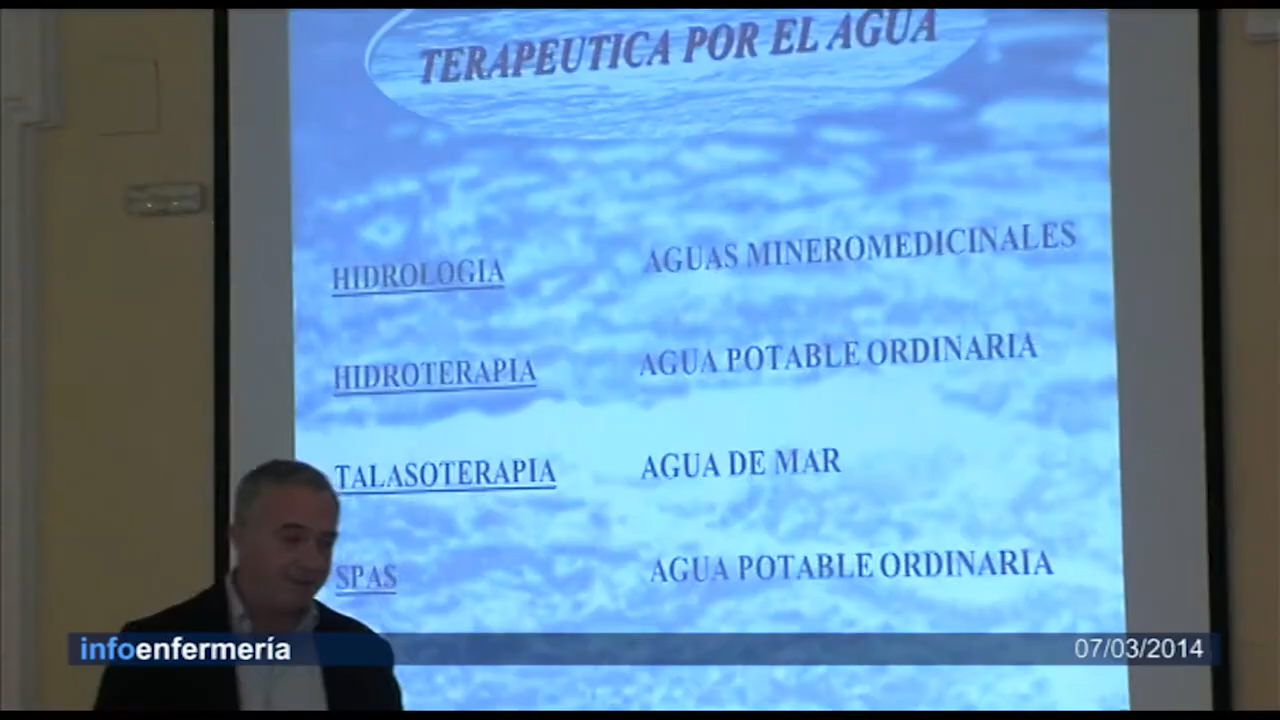 TERAPEUTICA POR EL AGUA
HIDROLOGIA AGUAS MINEROMEDICINALES
HIDROTERAPIA AGUA POTABLE ORDINARIA
TALASOTERAPIA AGUA DE MAR
SPAS AGUA POTABLE ORDINARIA
infoenfermería 07/03/2014